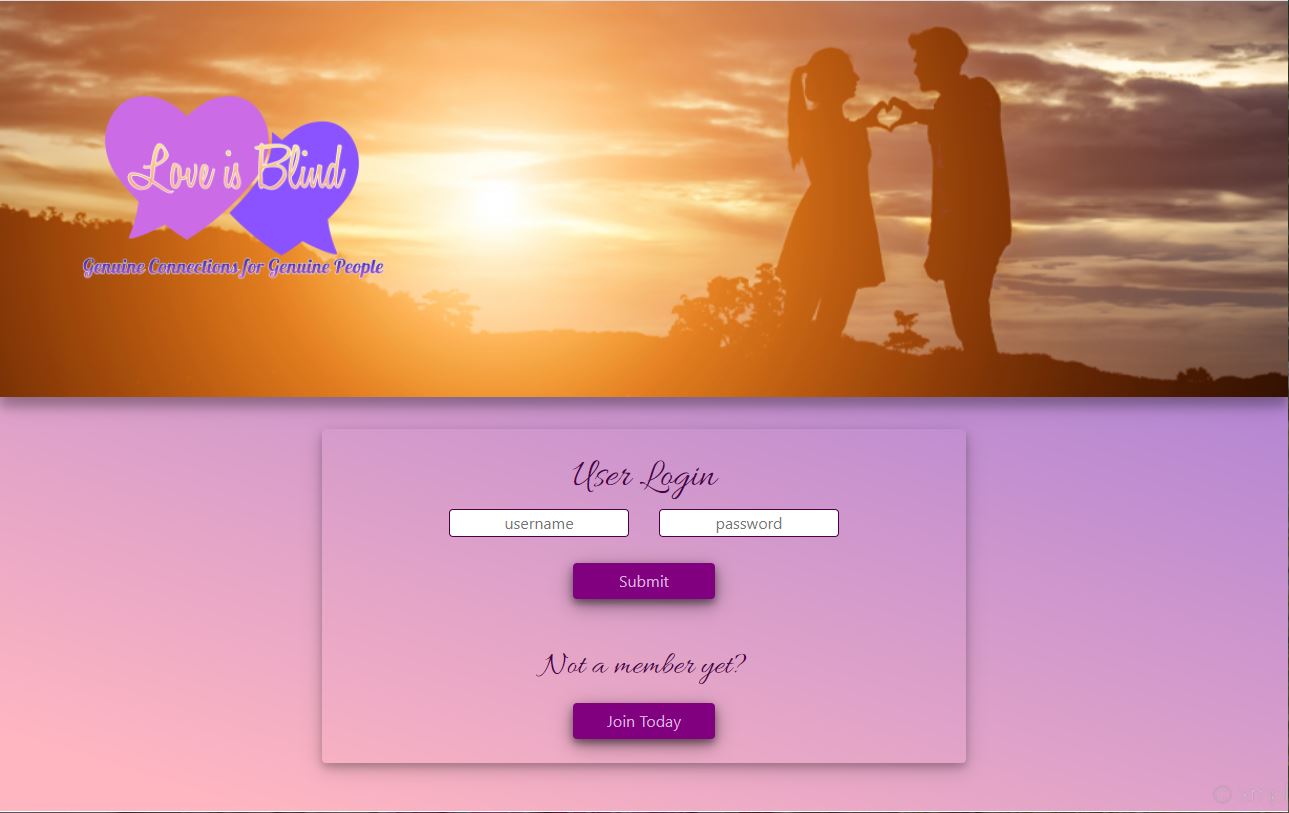 Love is Blind
Genuine Connections for Genuine People
User Login
username password
Submit
Not a member yet?
Join Today